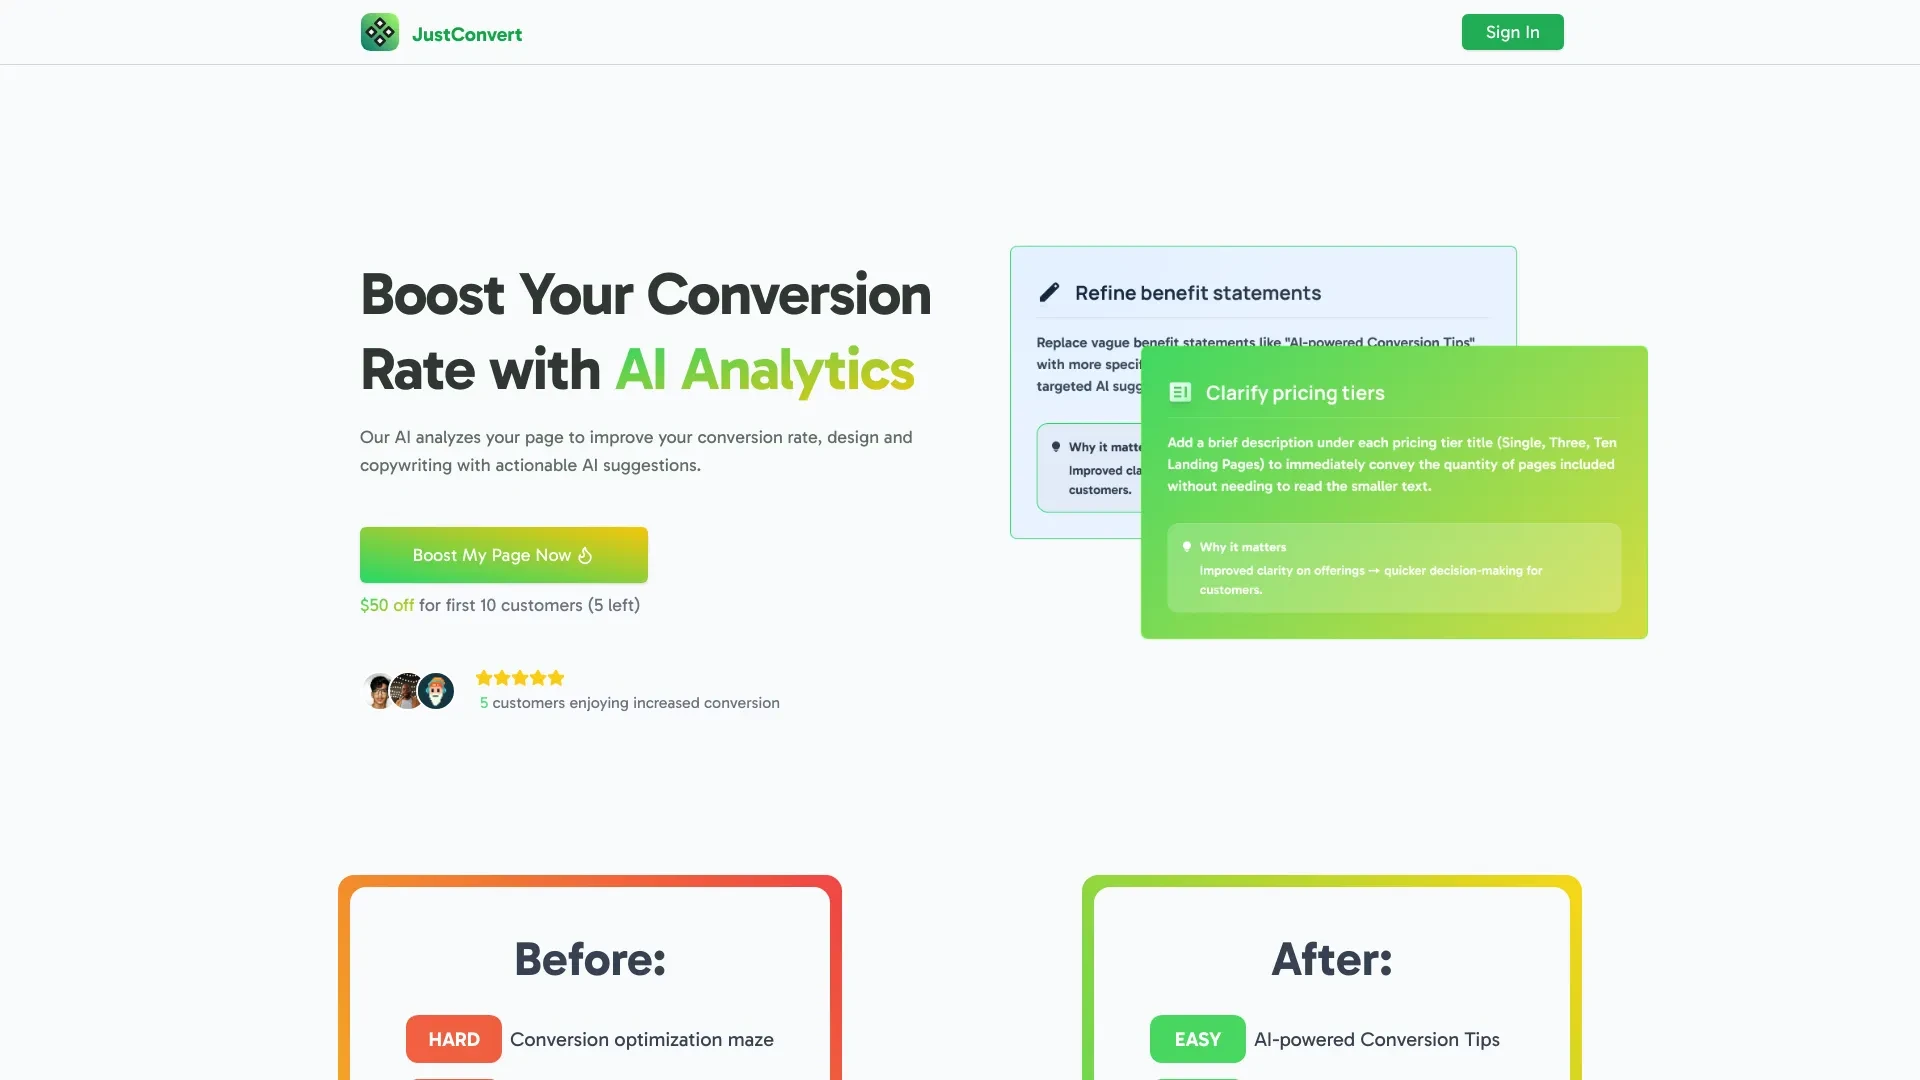 JustConvert
Sign In
Boost Your Conversion
Rate with AI Analytics
Our AI analyzes your page to improve your conversion rate, design and
copywriting with actionable AI suggestions.
Boost My Page Now
$50 off for first 10 customers (5 left)
5 customers enjoying increased conversion
Refine benefit statements
Replace vague benefit statements like "AI-powered Conversion Tips"
with more specif
targeted AI sugg
Why it matte
Improved cla
customers.
Clarify pricing tiers
Add a brief description under each pricing tier title (Single, Three, Ten
Landing Pages) to immediately convey the quantity of pages included
without needing to read the smaller text.
Why it matters
Improved clarity on offerings → quicker decision-making for
customers.
Before:
HARD Conversion optimization maze
After:
EASY AI-powered Conversion Tips